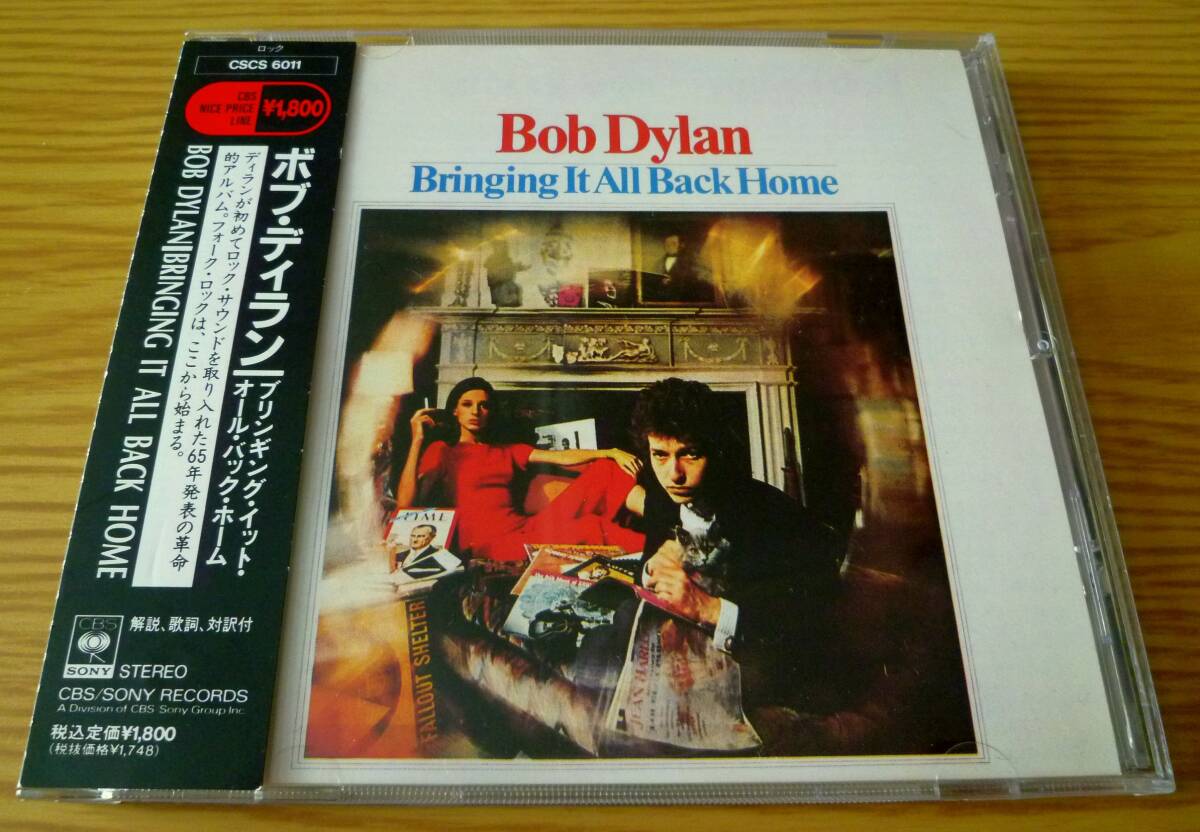 ロック
CSCS 6011
CBS
NICE PRICE
LINE
¥1,800
ボブ・ディラン
ブリンギング・イット・
オール・バック・ホーム
ディランが初めてロック・サウンドを取り入れた65年発表の革命
的アルバム。フォーク・ロックは、ここから始まる。
BOB DYLAN|BRINGING IT ALL BACK HOME
CBS
SONY
解説、歌詞、対訳付
STEREO
CBS/SONY RECORDS
A Division of CBS Sony Group Inc.
税込定価¥1,800
(税抜価格¥1,748)
Bob Dylan
Bringing It All Back Home
TIME
FALLOUT SHELTER
JEAN HARLOW